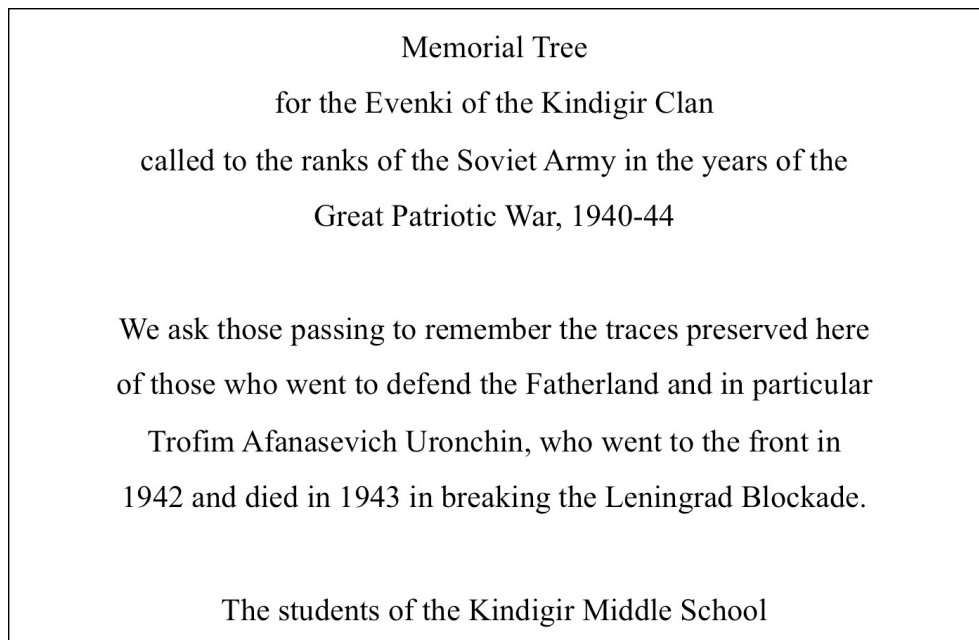 Memorial Tree
for the Evenki of the Kindigir Clan
called to the ranks of the Soviet Army in the years of the
Great Patriotic War, 1940-44
We ask those passing to remember the traces preserved here
of those who went to defend the Fatherland and in particular
Trofim Afanasevich Uronchin, who went to the front in
1942 and died in 1943 in breaking the Leningrad Blockade.
The students of the Kindigir Middle School